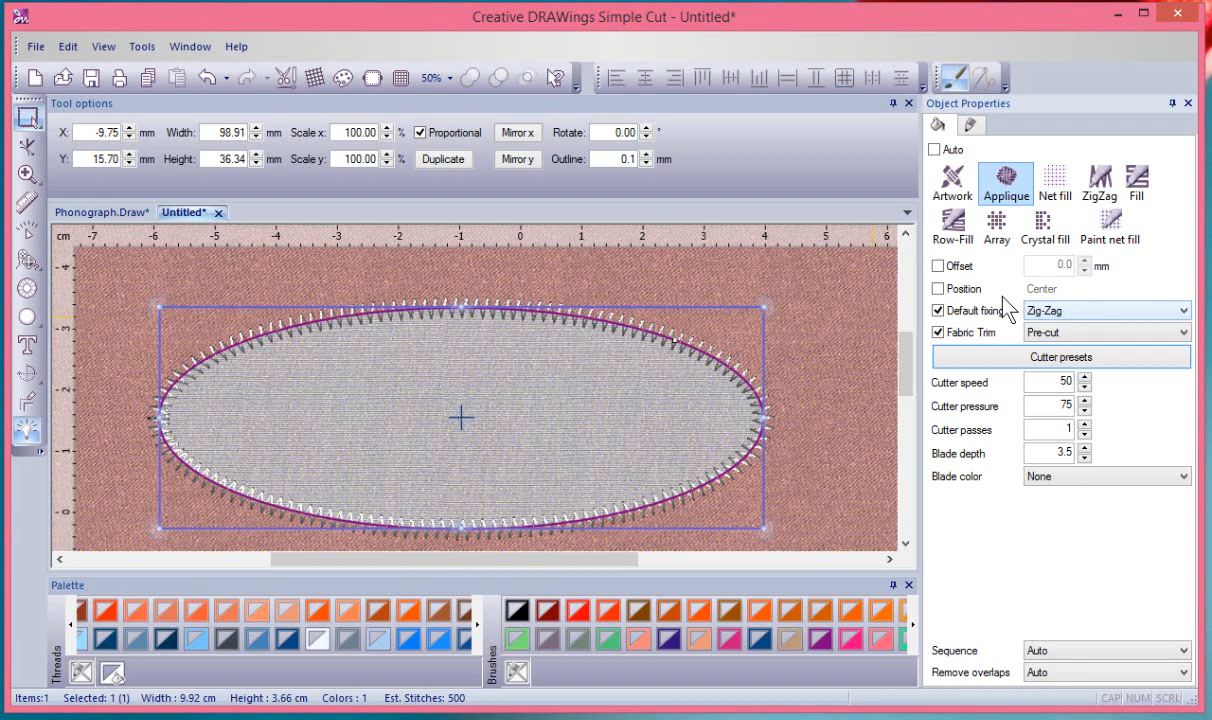 Creative DRAWings Simple Cut - Untitled*
File Edit View Tools Window Help
50%
Tool options
Object Properties
X: -9.75 mm Width: 98.91 mm Scale x: 100.00 % Proportional Mirror x Rotate: 0.00 °
Y: 15.70 mm Height: 36.34 mm Scale y: 100.00 % Duplicate Mirror y Outline: 0.1 mm
Auto
Artwork Applique Net fill ZigZag Fill
Row-Fill Array Crystal fill Paint net fill
Phonograph.Draw* Untitled*
cm -7 -6 -5 -4 -3 -2 -1 0 1 2 3 4 5 6
4
3
2
1
0
Offset 0.0 mm
Position Center
Default fixing Zig-Zag
Fabric Trim Pre-cut
Cutter presets
Cutter speed 50
Cutter pressure 75
Cutter passes 1
Blade depth 3.5
Blade color None
Palette
Threads
Brushes
Sequence Auto
Remove overlaps Auto
Items:1 Selected: 1 (1) Width : 9.92 cm Height : 3.66 cm Colors : 1 Est. Stitches: 500 CAP NUM SCRL